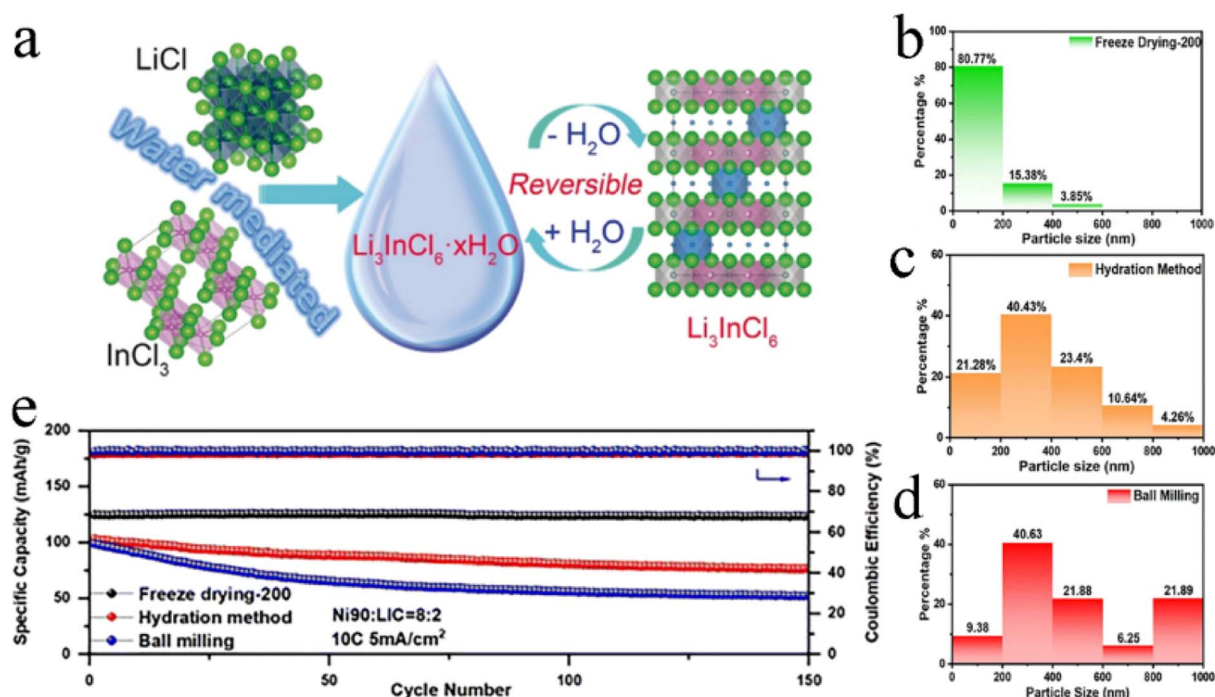 a
LiCl
Water mediated
InCl₃
Li₃InCl₆·xH₂O
- H₂O
Reversible
+ H₂O
Li₃InCl₆
b
Freeze Drying-200
Percentage %
100
80
60
40
20
0
80.77%
15.38%
3.85%
0 200 400 600 800 1000
Particle size (nm)
c
Hydration Method
Percentage %
60
40
20
0
21.28%
40.43%
23.4%
10.64%
4.26%
0 200 400 600 800 1000
Particle size (nm)
d
Ball Milling
Percentage %
60
40
20
0
9.38
40.63
21.88
6.25
21.89
0 200 400 600 800 1000
Particle Size (nm)
e
Specific Capacity (mAh/g)
200
150
100
50
0
Coulombic Efficiency (%)
100
80
60
40
20
0
Freeze drying-200
Hydration method
Ball milling
Ni90:LIC=8:2
10C 5mA/cm²
0 50 100 150
Cycle Number